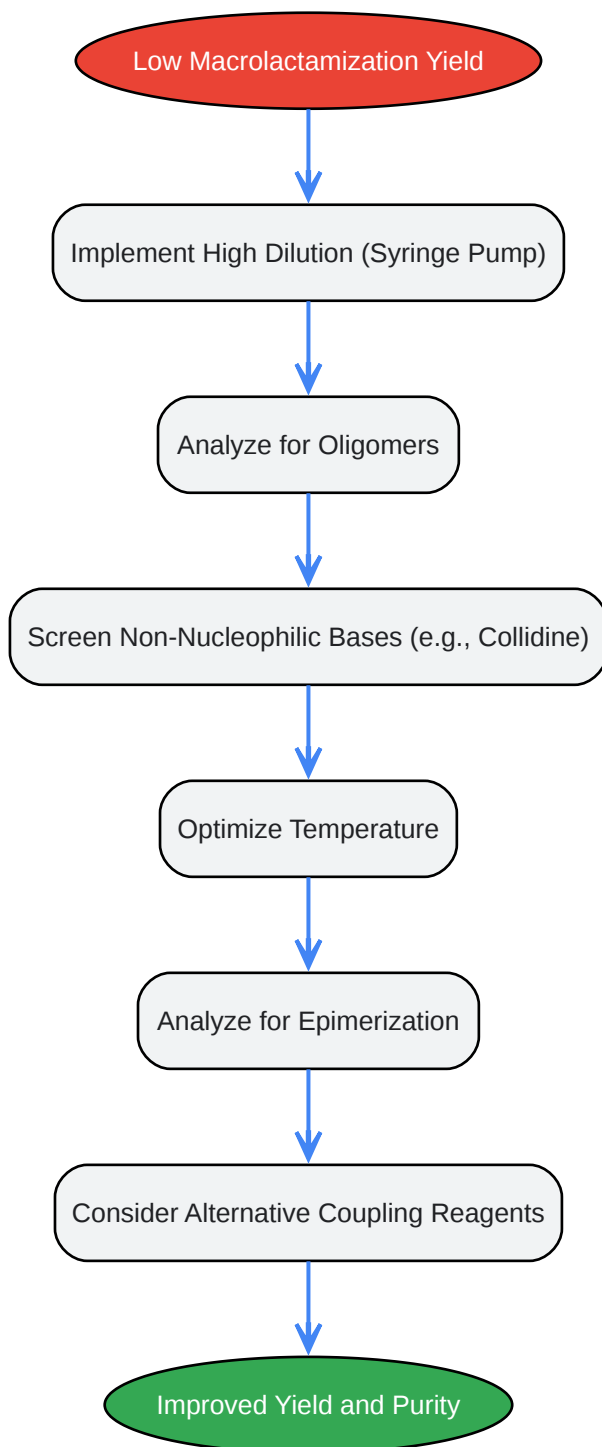 Low Macrolactamization Yield
Implement High Dilution (Syringe Pump)
Analyze for Oligomers
Screen Non-Nucleophilic Bases (e.g., Collidine)
Optimize Temperature
Analyze for Epimerization
Consider Alternative Coupling Reagents
Improved Yield and Purity